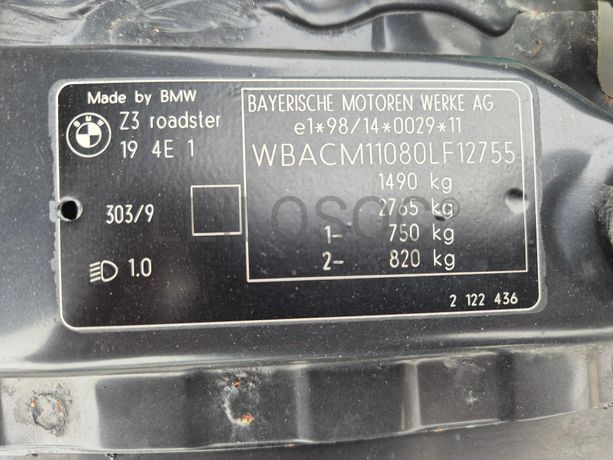 Made by BMW
Z3 roadster
19 4E 1
303/9
1.0
BAYERISCHE MOTOREN WERKE AG
e1*98/14*0029*11
WBACM11080LF12755
1490 kg
2765 kg
1- 750 kg
2- 820 kg
2 122 436